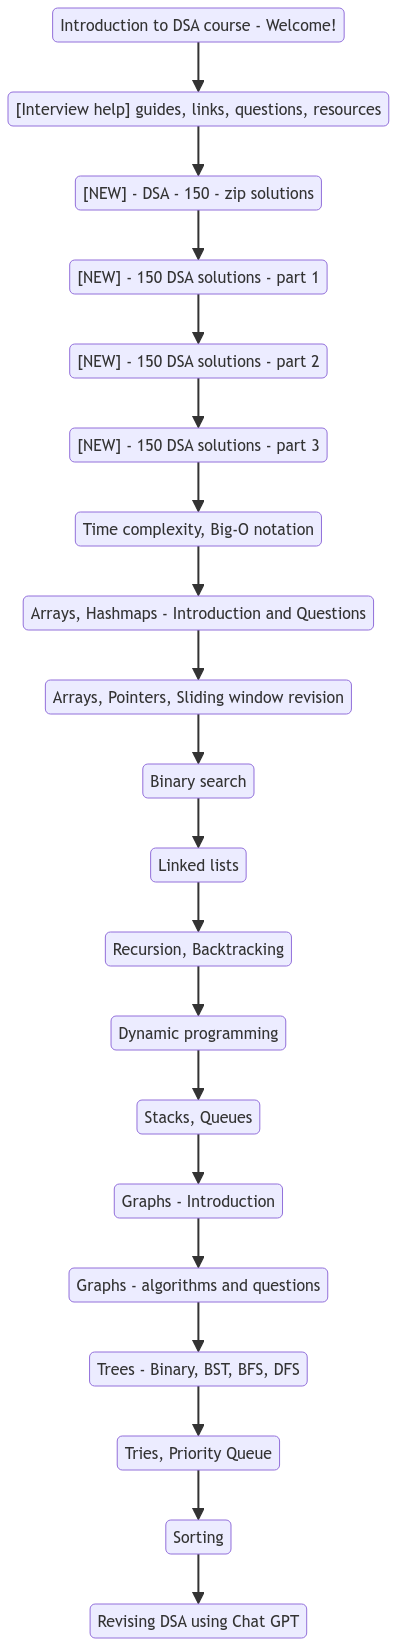 Introduction to DSA course - Welcome!
[Interview help] guides, links, questions, resources
[NEW] - DSA - 150 - zip solutions
[NEW] - 150 DSA solutions - part 1
[NEW] - 150 DSA solutions - part 2
[NEW] - 150 DSA solutions - part 3
Time complexity, Big-O notation
Arrays, Hashmaps - Introduction and Questions
Arrays, Pointers, Sliding window revision
Binary search
Linked lists
Recursion, Backtracking
Dynamic programming
Stacks, Queues
Graphs - Introduction
Graphs - algorithms and questions
Trees - Binary, BST, BFS, DFS
Tries, Priority Queue
Sorting
Revising DSA using Chat GPT